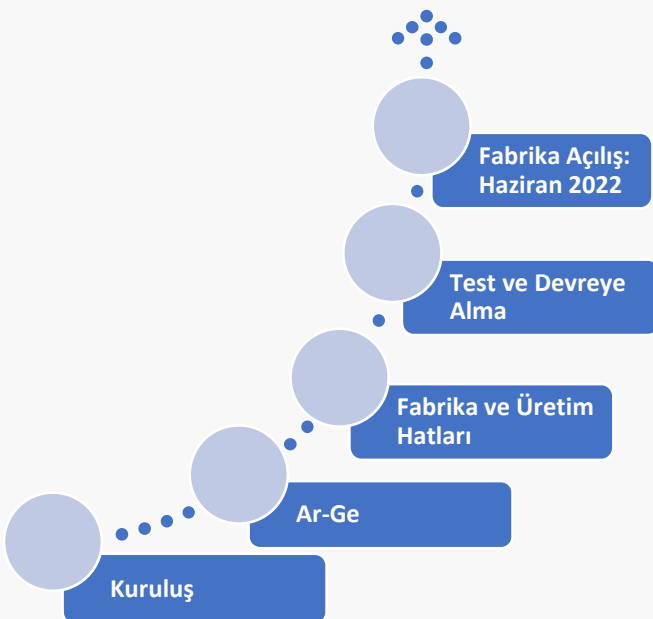 Fabrika Açılış:
Haziran 2022
Test ve Devreye
Alma
Fabrika ve Üretim
Hatları
Ar-Ge
Kuruluş